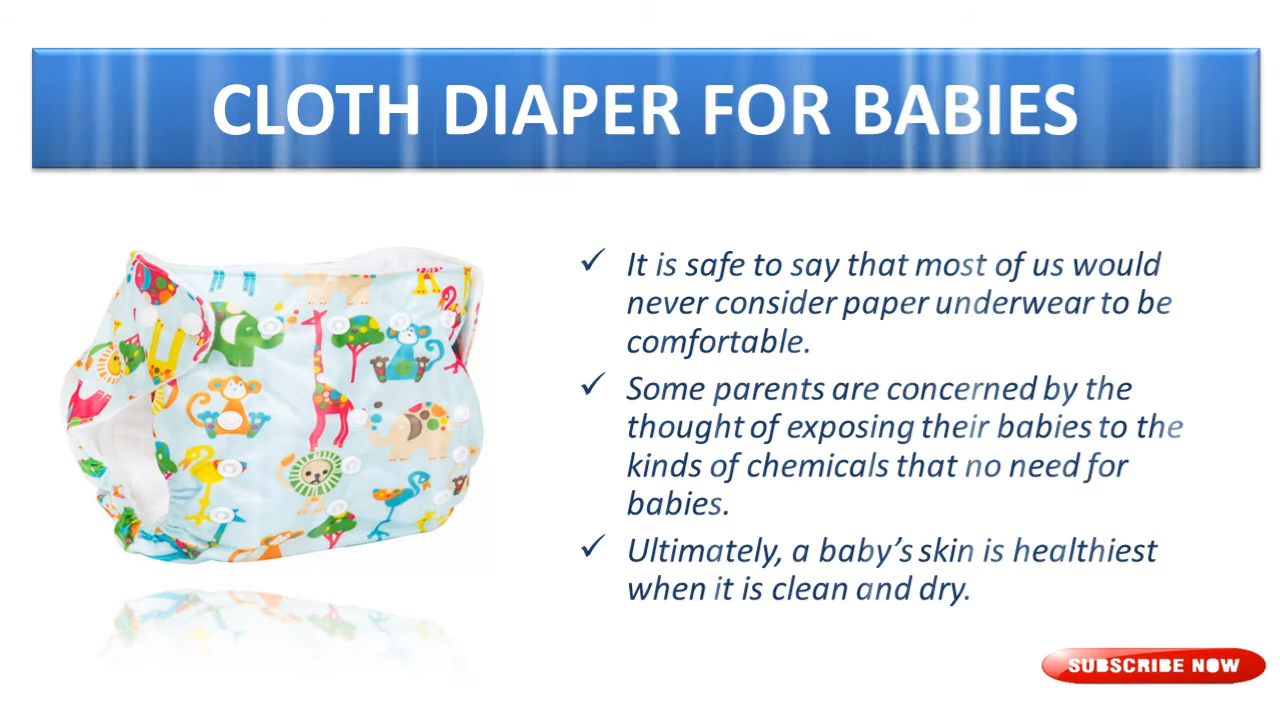 CLOTH DIAPER FOR BABIES
It is safe to say that most of us would
never consider paper underwear to be
comfortable.
Some parents are concerned by the
thought of exposing their babies to the
kinds of chemicals that no need for
babies.
Ultimately, a baby’s skin is healthiest
when it is clean and dry.
SUBSCRIBE NOW